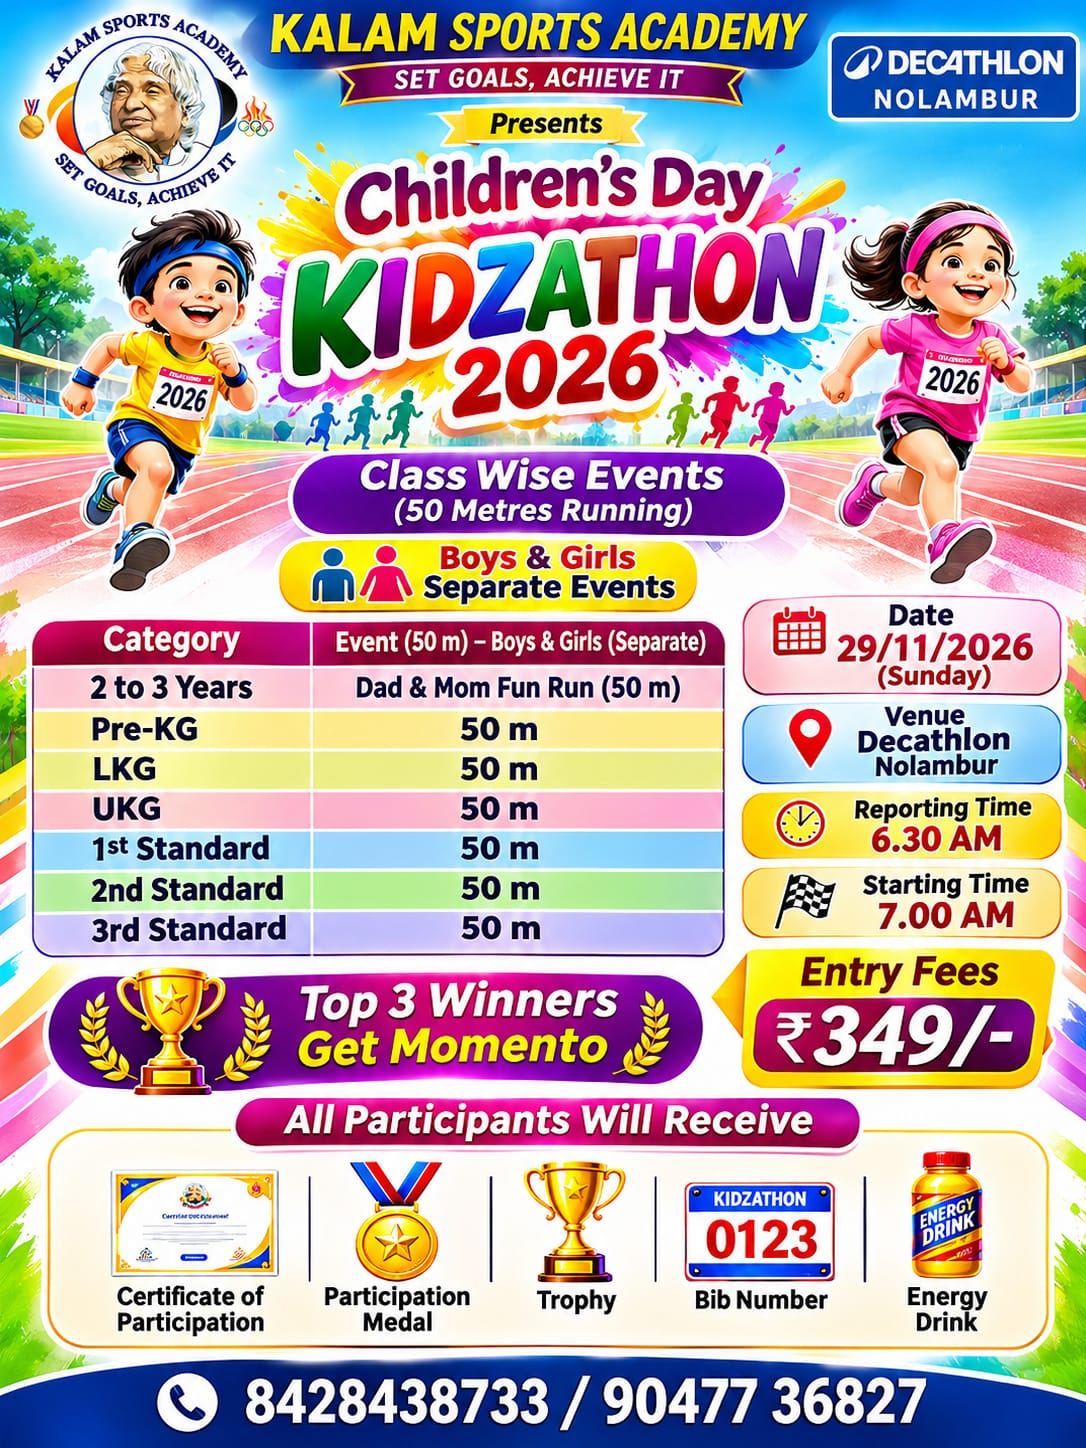 KALAM SPORTS ACADEMY
SET GOALS, ACHIEVE IT
KALAM SPORTS ACADEMY
SET GOALS, ACHIEVE IT
DECATHLON
NOLAMBUR
Presents
Children's Day
KIDZATHON
2026
2026
2026
Class Wise Events
(50 Metres Running)
Boys & Girls
Separate Events
Category Event (50 m) – Boys & Girls (Separate)
2 to 3 Years Dad & Mom Fun Run (50 m)
Pre-KG 50 m
LKG 50 m
UKG 50 m
1st Standard 50 m
2nd Standard 50 m
3rd Standard 50 m
Date
29/11/2026
(Sunday)
Venue
Decathlon
Nolambur
Reporting Time
6.30 AM
Starting Time
7.00 AM
Top 3 Winners
Get Momento
Entry Fees
₹349/-
All Participants Will Receive
Certificate of
Participation
Participation
Medal
Trophy
KIDZATHON
0123
Bib Number
ENERGY
DRINK
Energy
Drink
8428438733 / 90477 36827